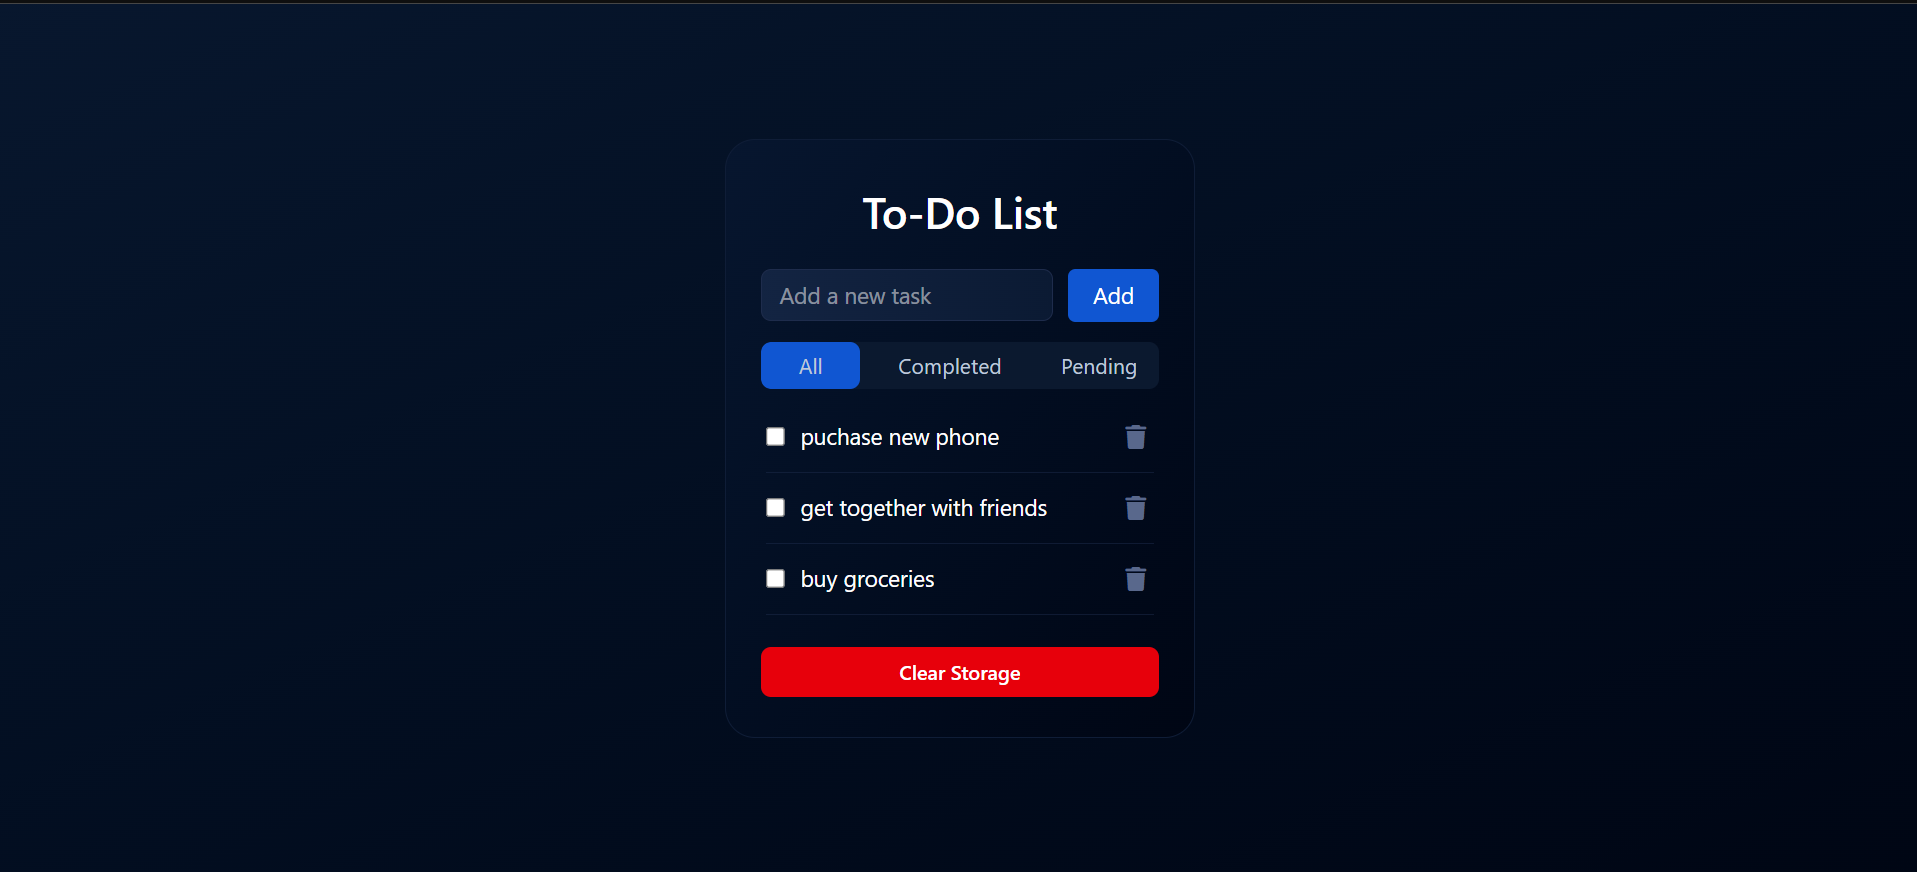 To-Do List
Add a new task
Add
All
Completed
Pending
puchase new phone
get together with friends
buy groceries
Clear Storage